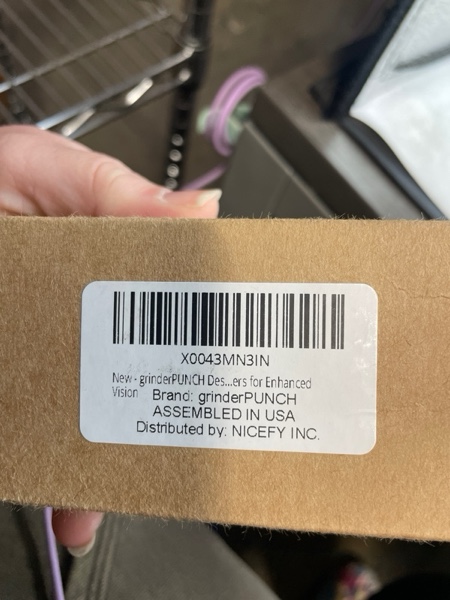 X0043MN3IN
New - grinderPUNCH Des...ers for Enhanced
Vision Brand: grinderPUNCH
ASSEMBLED IN USA
Distributed by: NICEFY INC.